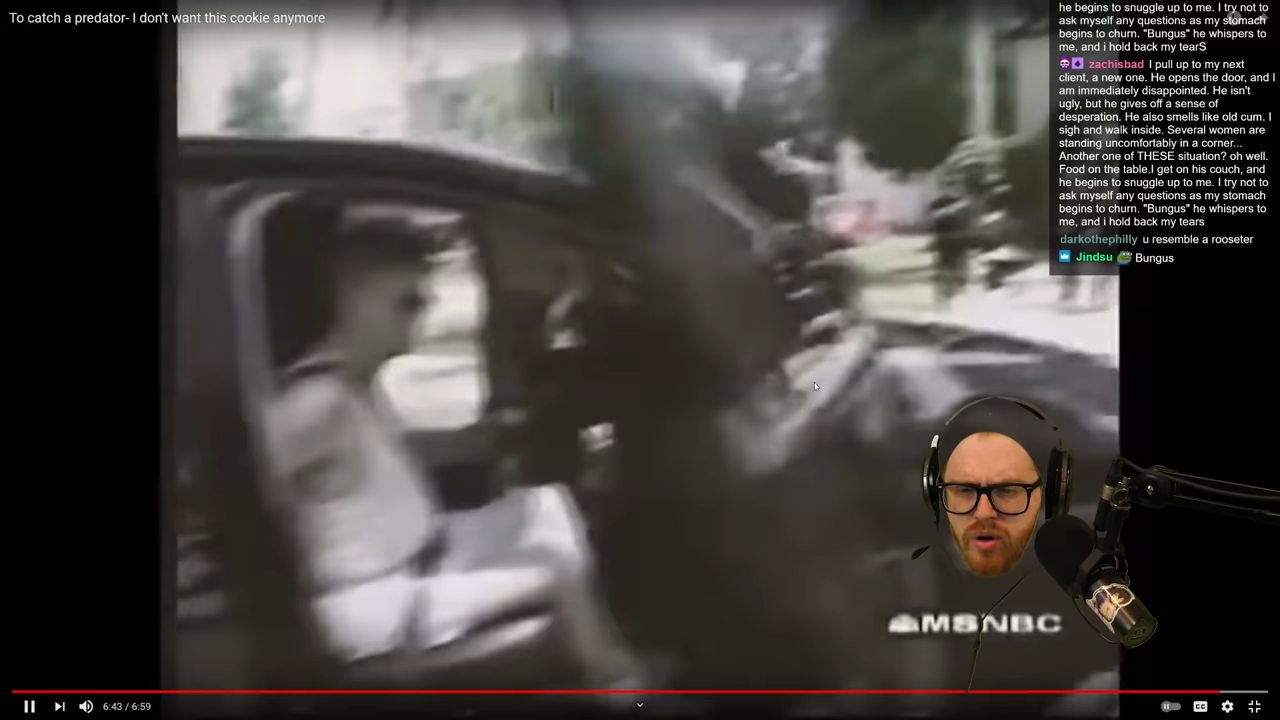 To catch a predator- I don't want this cookie anymore
he begins to snuggle up to me. I try not to
ask myself any questions as my stomach
begins to churn. "Bungus" he whispers to
me, and i hold back my tearS
zachisbad I pull up to my next
client, a new one. He opens the door, and I
am immediately disappointed. He isn't
ugly, but he gives off a sense of
desperation. He also smells like old cum. I
sigh and walk inside. Several women are
standing uncomfortably in a corner...
Another one of THESE situation? oh well.
Food on the table.I get on his couch, and
he begins to snuggle up to me. I try not to
ask myself any questions as my stomach
begins to churn. "Bungus" he whispers to
me, and i hold back my tears
darkothephilly u resemble a rooseter
Jindsu Bungus
MSNBC
6:43 / 6:59
CC